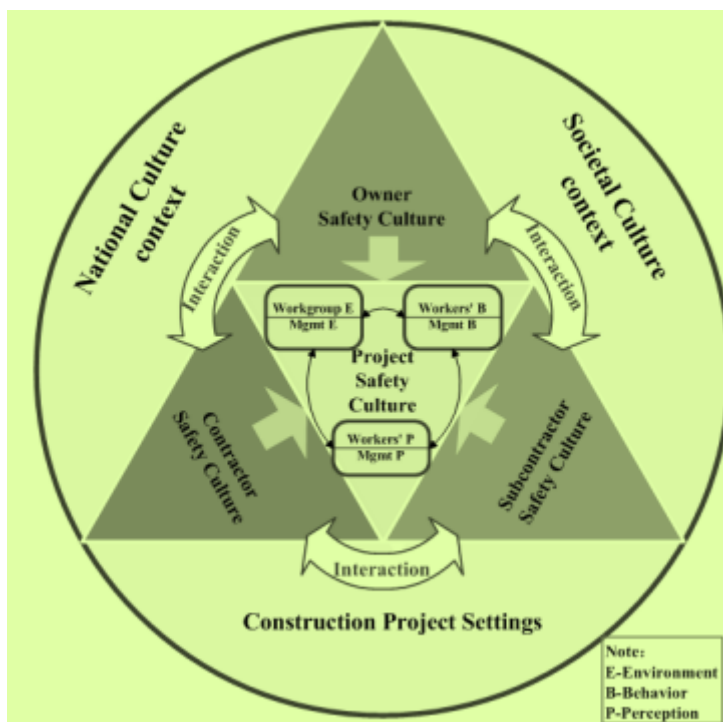 National Culture
context
Societal Culture
context
Owner
Safety Culture
Interaction
Interaction
Workgroup E
Mgmt E
Workers' B
Mgmt B
Project
Safety
Culture
Workers' P
Mgmt P
Contractor
Safety Culture
Subcontractor
Safety Culture
Interaction
Construction Project Settings
Note:
E-Environment
B-Behavior
P-Perception